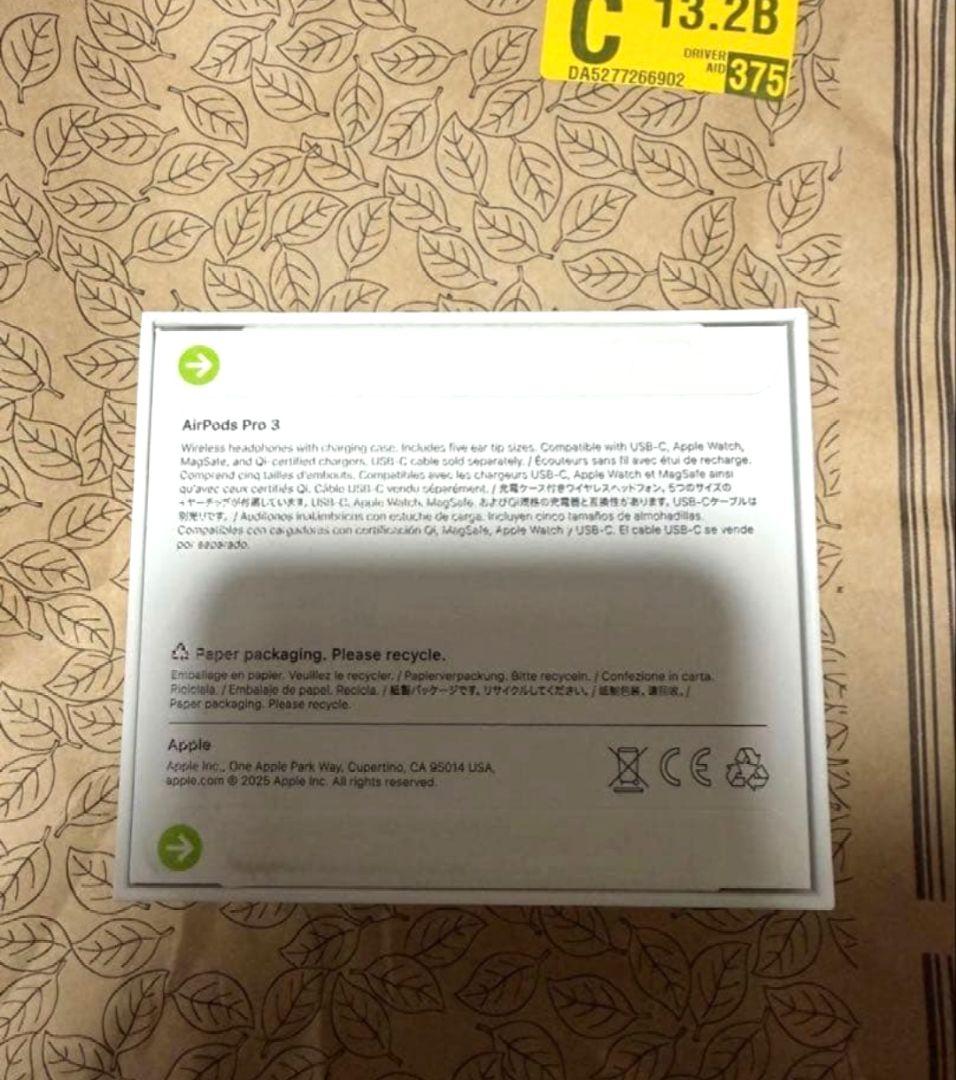 C 13.2B
DRIVER
AID 375
DA5277266902
AirPods Pro 3
Wireless headphones with charging case. Includes five ear tip sizes. Compatible with USB-C, Apple Watch,
MagSafe, and Qi-certified chargers. USB-C cable sold separately. / Écouteurs sans fil avec étui de recharge.
Comprend cinq tailles d'embouts. Compatibles avec les chargeurs USB-C, Apple Watch et MagSafe ainsi
qu'avec ceux certifiés Qi. Câble USB-C vendu séparément. / 充電ケース付きワイヤレスヘッドフォン。5つのサイズの
イヤーチップが付属しています。USB-C、Apple Watch、MagSafe、およびQi規格の充電器と互換性があります。USB-Cケーブルは
別売りです。 / Audífonos inalámbricos con estuche de carga. Incluyen cinco tamaños de almohadillas.
Compatibles con cargadoras con certificación Qi, MagSafe, Apple Watch y USB-C. El cable USB-C se vende
por separado.
Paper packaging. Please recycle.
Emballage en papier. Veuillez le recycler. / Papierverpackung. Bitte recyceln. / Confezione in carta.
Riciclala. / Embalaje de papel. Recicla. / 紙製パッケージです。リサイクルしてください。/ 纸制包装，请回收。/
Paper packaging. Please recycle.
Apple
Apple Inc., One Apple Park Way, Cupertino, CA 95014 USA,
apple.com © 2025 Apple Inc. All rights reserved.
CE